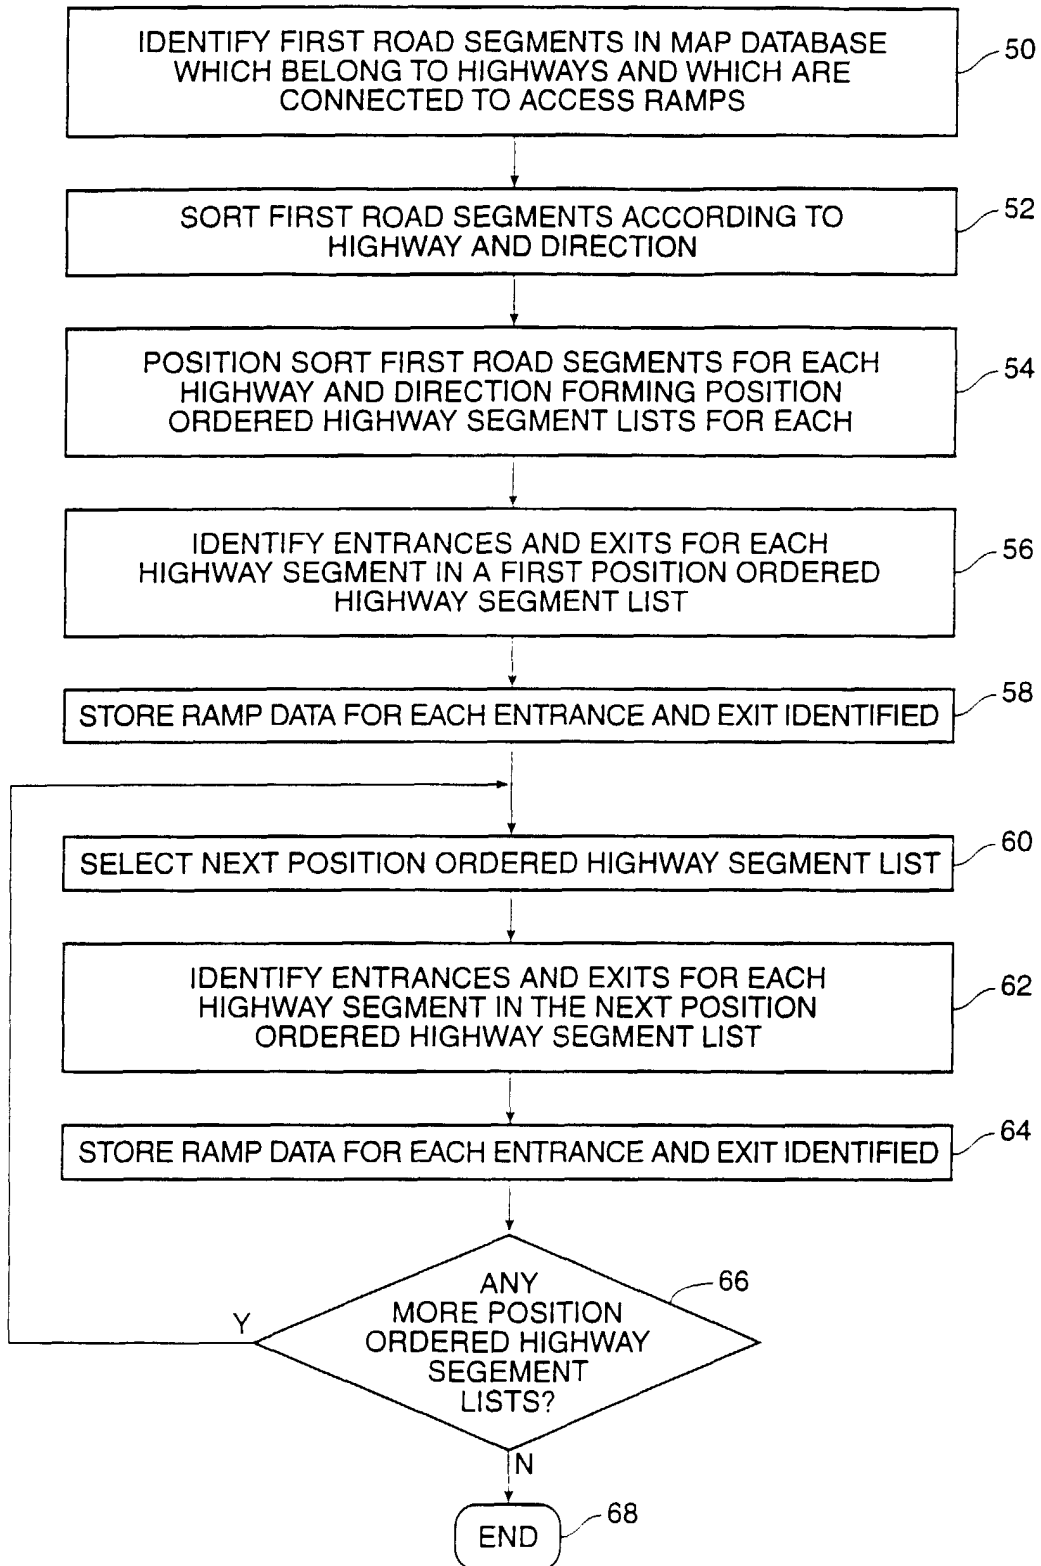 IDENTIFY FIRST ROAD SEGMENTS IN MAP DATABASE
WHICH BELONG TO HIGHWAYS AND WHICH ARE
CONNECTED TO ACCESS RAMPS
50
SORT FIRST ROAD SEGMENTS ACCORDING TO
HIGHWAY AND DIRECTION
52
POSITION SORT FIRST ROAD SEGMENTS FOR EACH
HIGHWAY AND DIRECTION FORMING POSITION
ORDERED HIGHWAY SEGMENT LISTS FOR EACH
54
IDENTIFY ENTRANCES AND EXITS FOR EACH
HIGHWAY SEGMENT IN A FIRST POSITION ORDERED
HIGHWAY SEGMENT LIST
56
STORE RAMP DATA FOR EACH ENTRANCE AND EXIT IDENTIFIED
58
SELECT NEXT POSITION ORDERED HIGHWAY SEGMENT LIST
60
IDENTIFY ENTRANCES AND EXITS FOR EACH
HIGHWAY SEGMENT IN THE NEXT POSITION
ORDERED HIGHWAY SEGMENT LIST
62
STORE RAMP DATA FOR EACH ENTRANCE AND EXIT IDENTIFIED
64
ANY
MORE POSITION
ORDERED HIGHWAY
SEGEMENT
LISTS?
66
Y
N
END
68